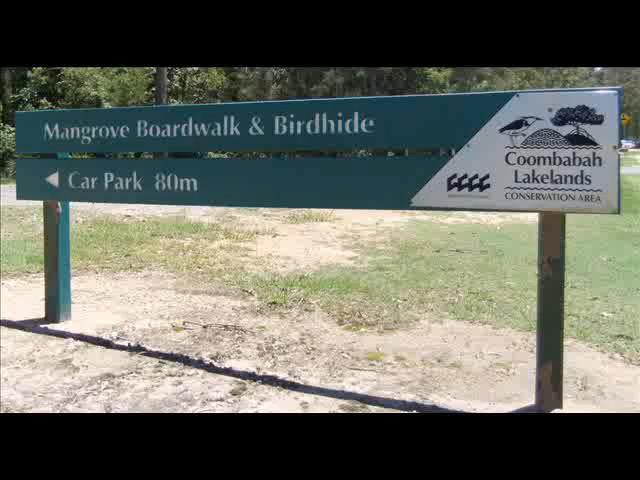 Mangrove Boardwalk & Birdhide
Car Park 80m
Coombabah
Lakelands
CONSERVATION AREA